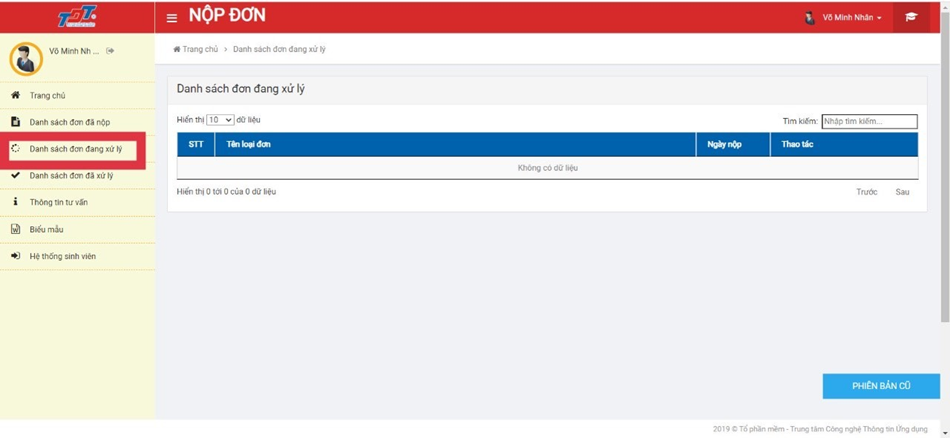 TDT
NỘP ĐƠN
Võ Minh Nhân
Võ Minh Nh ...
Trang chủ
Danh sách đơn đã nộp
Danh sách đơn đang xử lý
Danh sách đơn đã xử lý
Thông tin tư vấn
Biểu mẫu
Hệ thống sinh viên
Trang chủ > Danh sách đơn đang xử lý
Danh sách đơn đang xử lý
Hiển thị 10 dữ liệu
Tìm kiếm: Nhập tìm kiếm...
STT Tên loại đơn Ngày nộp Thao tác
Không có dữ liệu
Hiển thị 0 tới 0 của 0 dữ liệu
Trước Sau
PHIÊN BẢN CŨ
2019 © Tổ phần mềm - Trung tâm Công nghệ Thông tin Ứng dụng